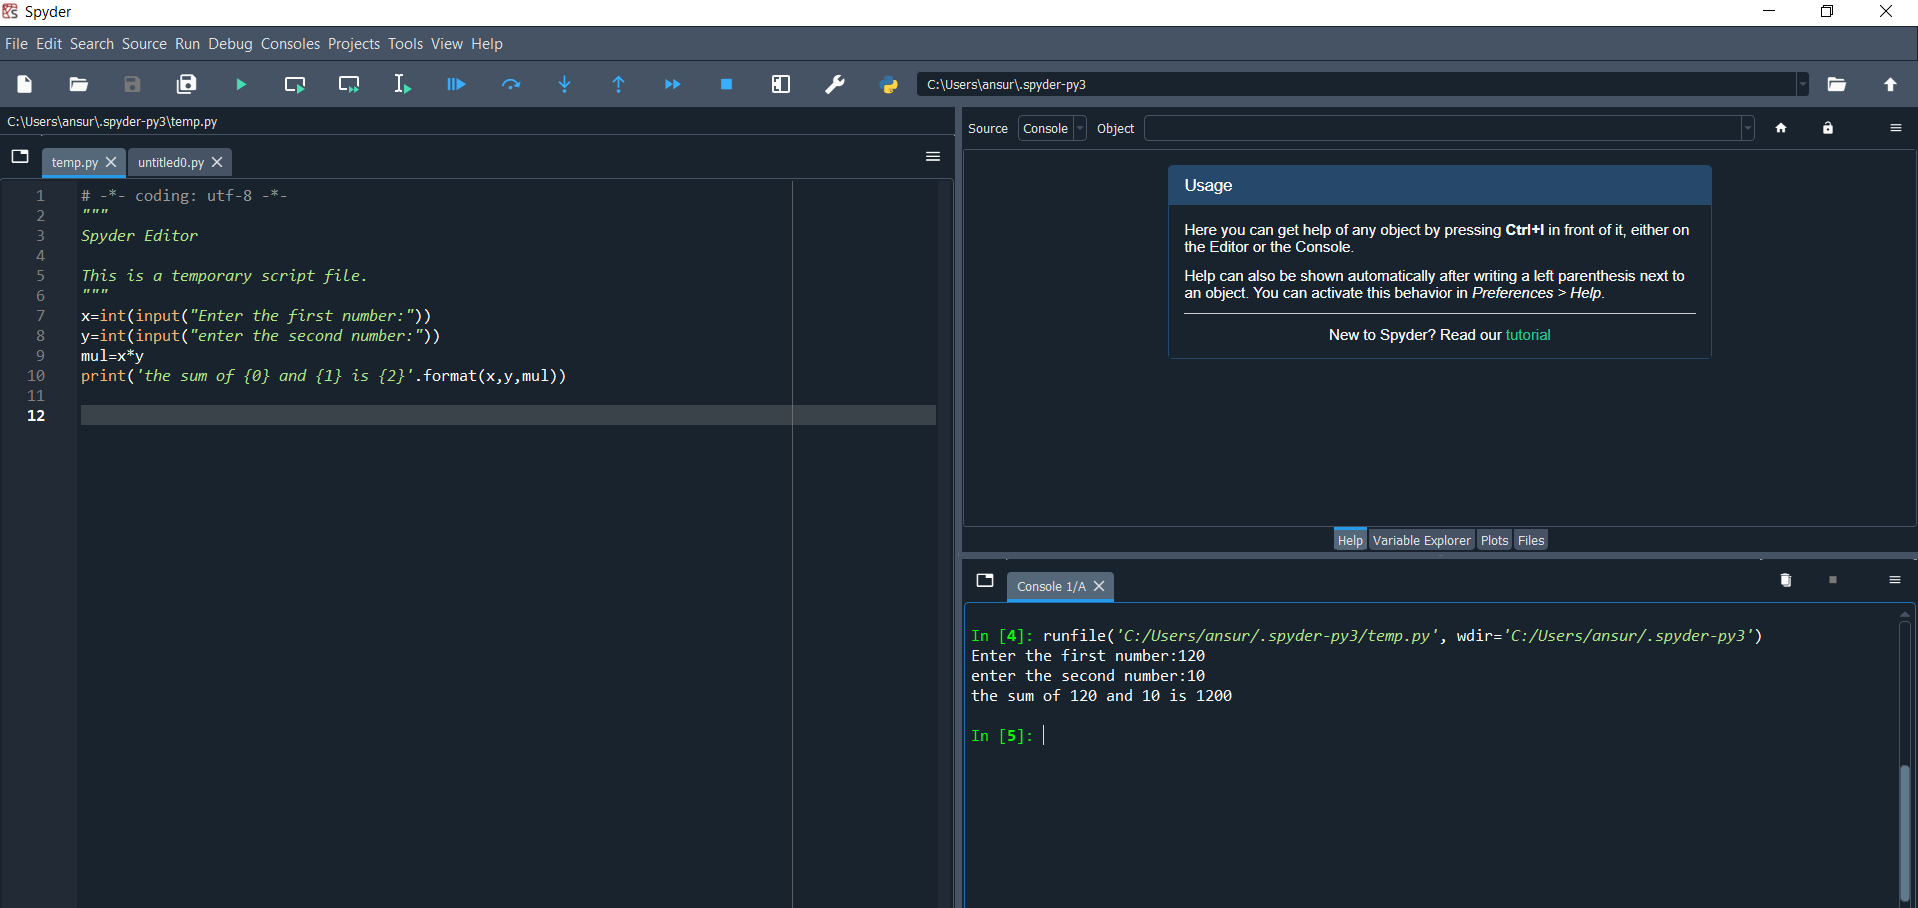 Spyder
File Edit Search Source Run Debug Consoles Projects Tools View Help
C:\Users\ansur\.spyder-py3
C:\Users\ansur\.spyder-py3\temp.py
temp.py untitled0.py
1 # -*- coding: utf-8 -*-
2 """
3 Spyder Editor
4
5 This is a temporary script file.
6 """
7 x=int(input("Enter the first number:"))
8 y=int(input("enter the second number:"))
9 mul=x*y
10 print('the sum of {0} and {1} is {2}'.format(x,y,mul))
11
12
Source Console Object
Usage
Here you can get help of any object by pressing Ctrl+I in front of it, either on
the Editor or the Console.
Help can also be shown automatically after writing a left parenthesis next to
an object. You can activate this behavior in Preferences > Help.
New to Spyder? Read our tutorial
Help Variable Explorer Plots Files
Console 1/A
In [4]: runfile('C:/Users/ansur/.spyder-py3/temp.py', wdir='C:/Users/ansur/.spyder-py3')
Enter the first number:120
enter the second number:10
the sum of 120 and 10 is 1200
In [5]: